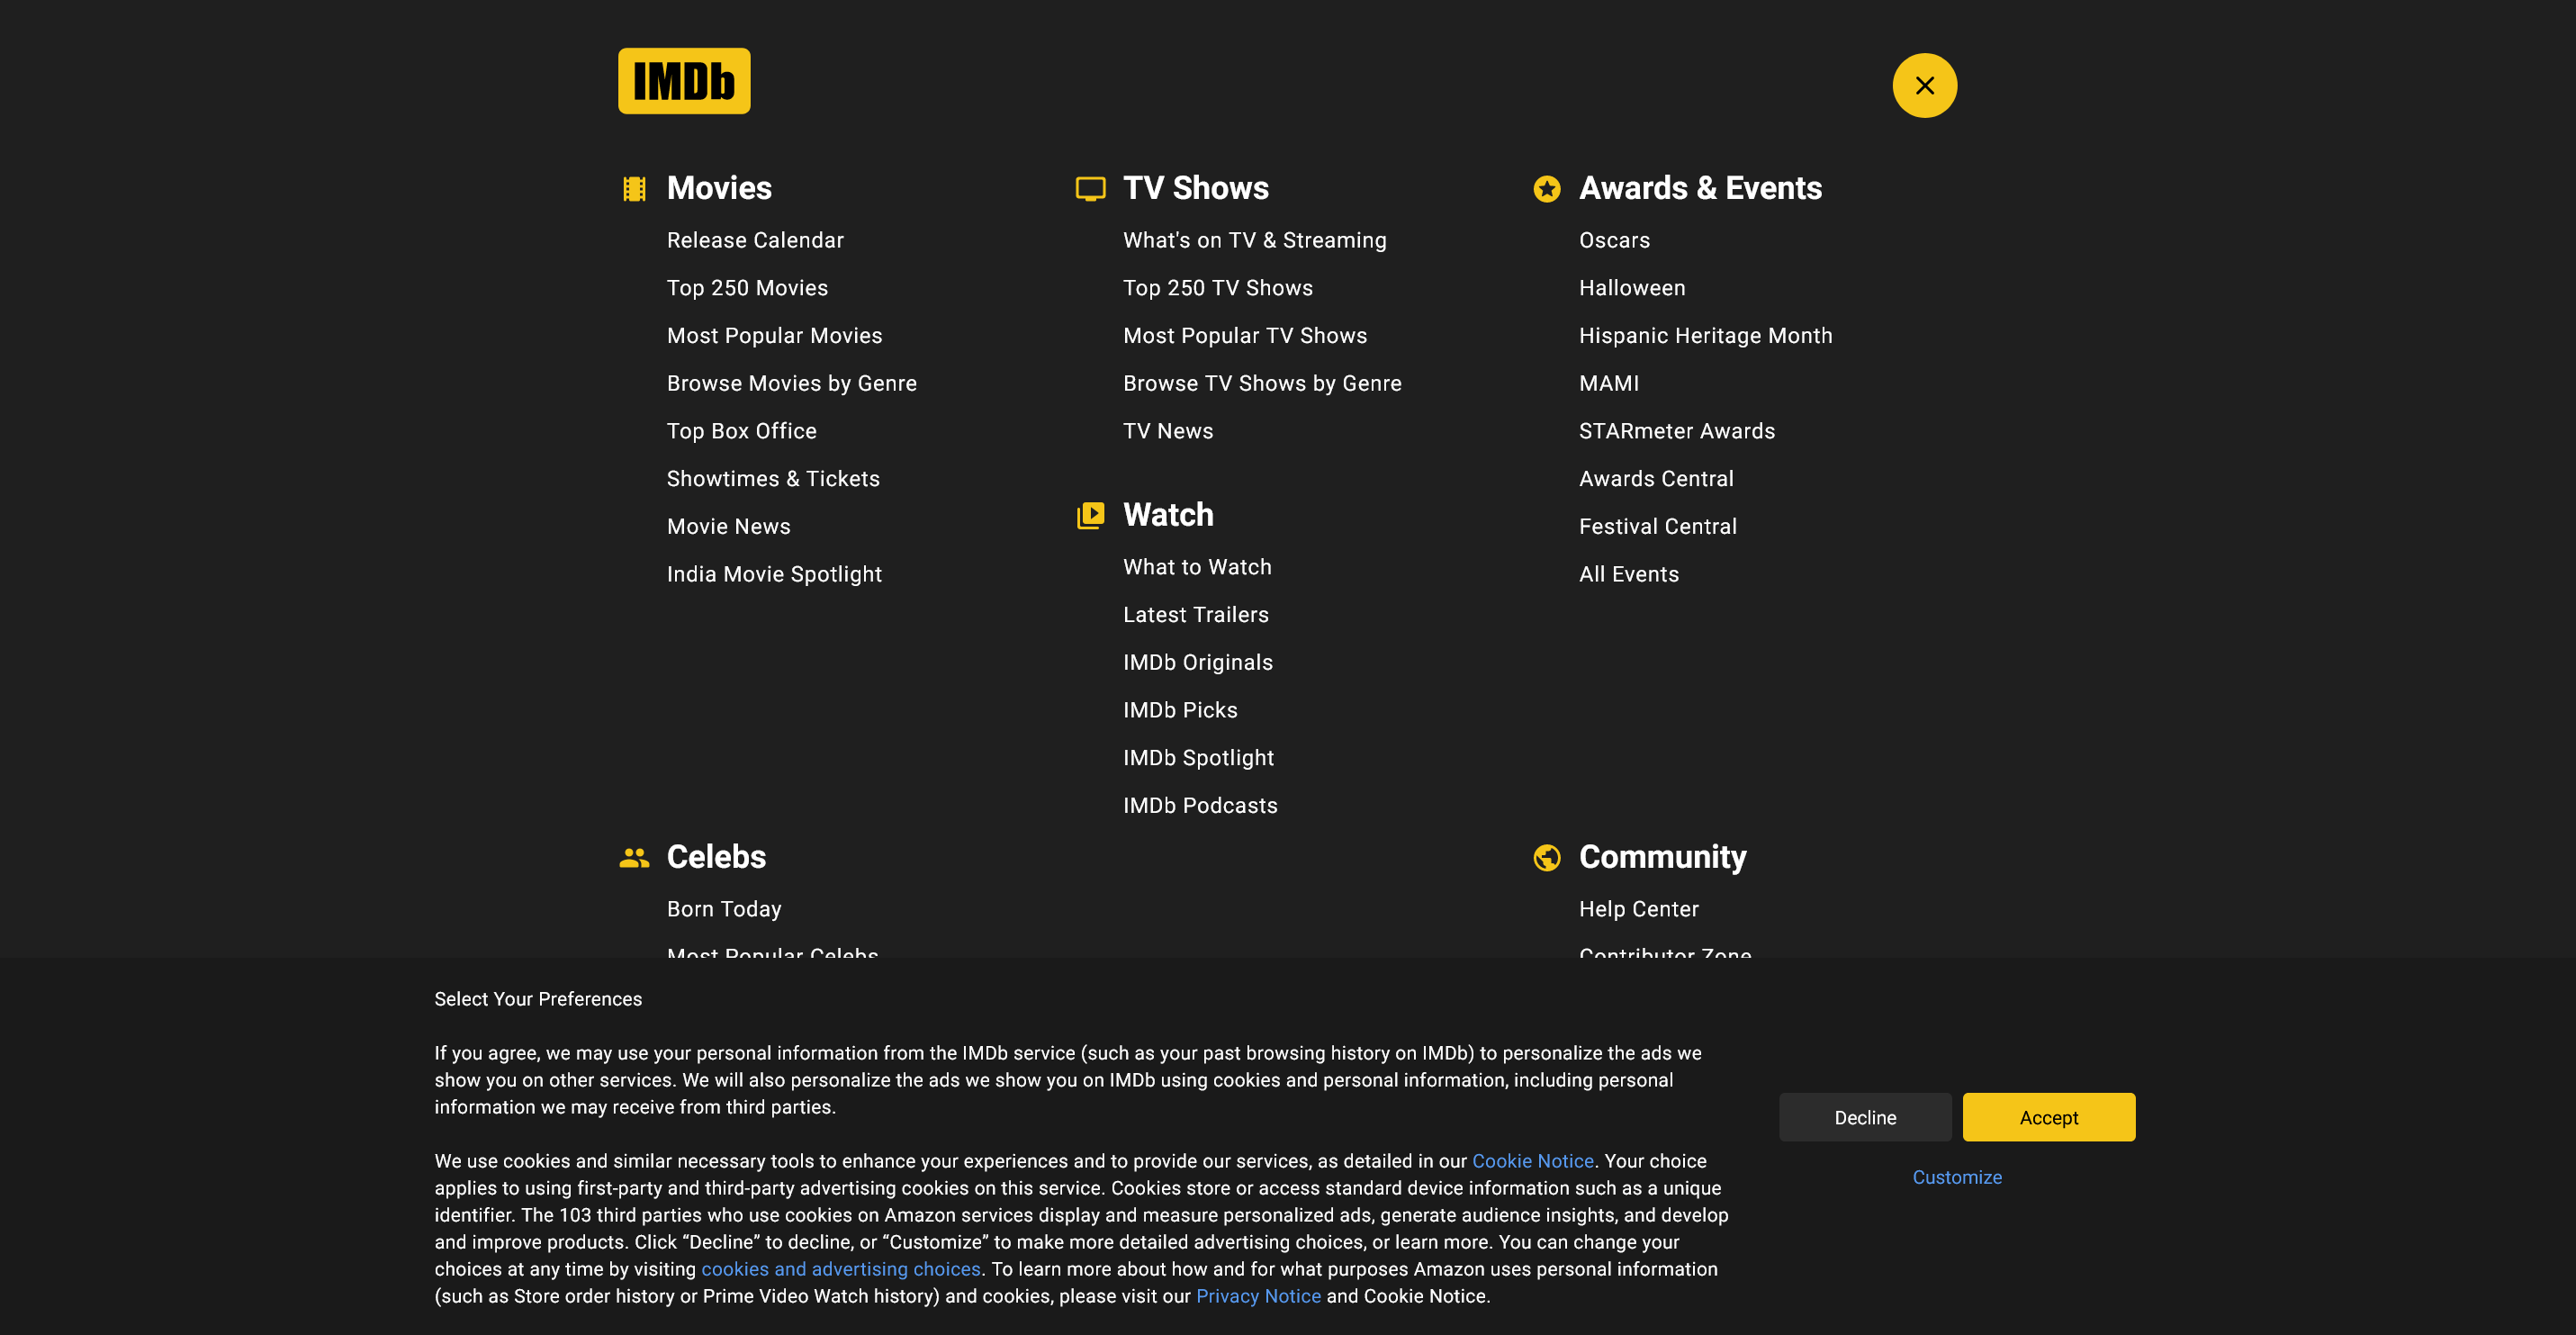 IMDb
Movies
Release Calendar
Top 250 Movies
Most Popular Movies
Browse Movies by Genre
Top Box Office
Showtimes & Tickets
Movie News
India Movie Spotlight
TV Shows
What's on TV & Streaming
Top 250 TV Shows
Most Popular TV Shows
Browse TV Shows by Genre
TV News
Watch
What to Watch
Latest Trailers
IMDb Originals
IMDb Picks
IMDb Spotlight
IMDb Podcasts
Awards & Events
Oscars
Halloween
Hispanic Heritage Month
MAMI
STARmeter Awards
Awards Central
Festival Central
All Events
Celebs
Born Today
Most Popular Celebs
Community
Help Center
Contributor Zone
Select Your Preferences
If you agree, we may use your personal information from the IMDb service (such as your past browsing history on IMDb) to personalize the ads we
show you on other services. We will also personalize the ads we show you on IMDb using cookies and personal information, including personal
information we may receive from third parties.
We use cookies and similar necessary tools to enhance your experiences and to provide our services, as detailed in our Cookie Notice. Your choice
applies to using first-party and third-party advertising cookies on this service. Cookies store or access standard device information such as a unique
identifier. The 103 third parties who use cookies on Amazon services display and measure personalized ads, generate audience insights, and develop
and improve products. Click “Decline” to decline, or “Customize” to make more detailed advertising choices, or learn more. You can change your
choices at any time by visiting cookies and advertising choices. To learn more about how and for what purposes Amazon uses personal information
(such as Store order history or Prime Video Watch history) and cookies, please visit our Privacy Notice and Cookie Notice.
Decline
Accept
Customize